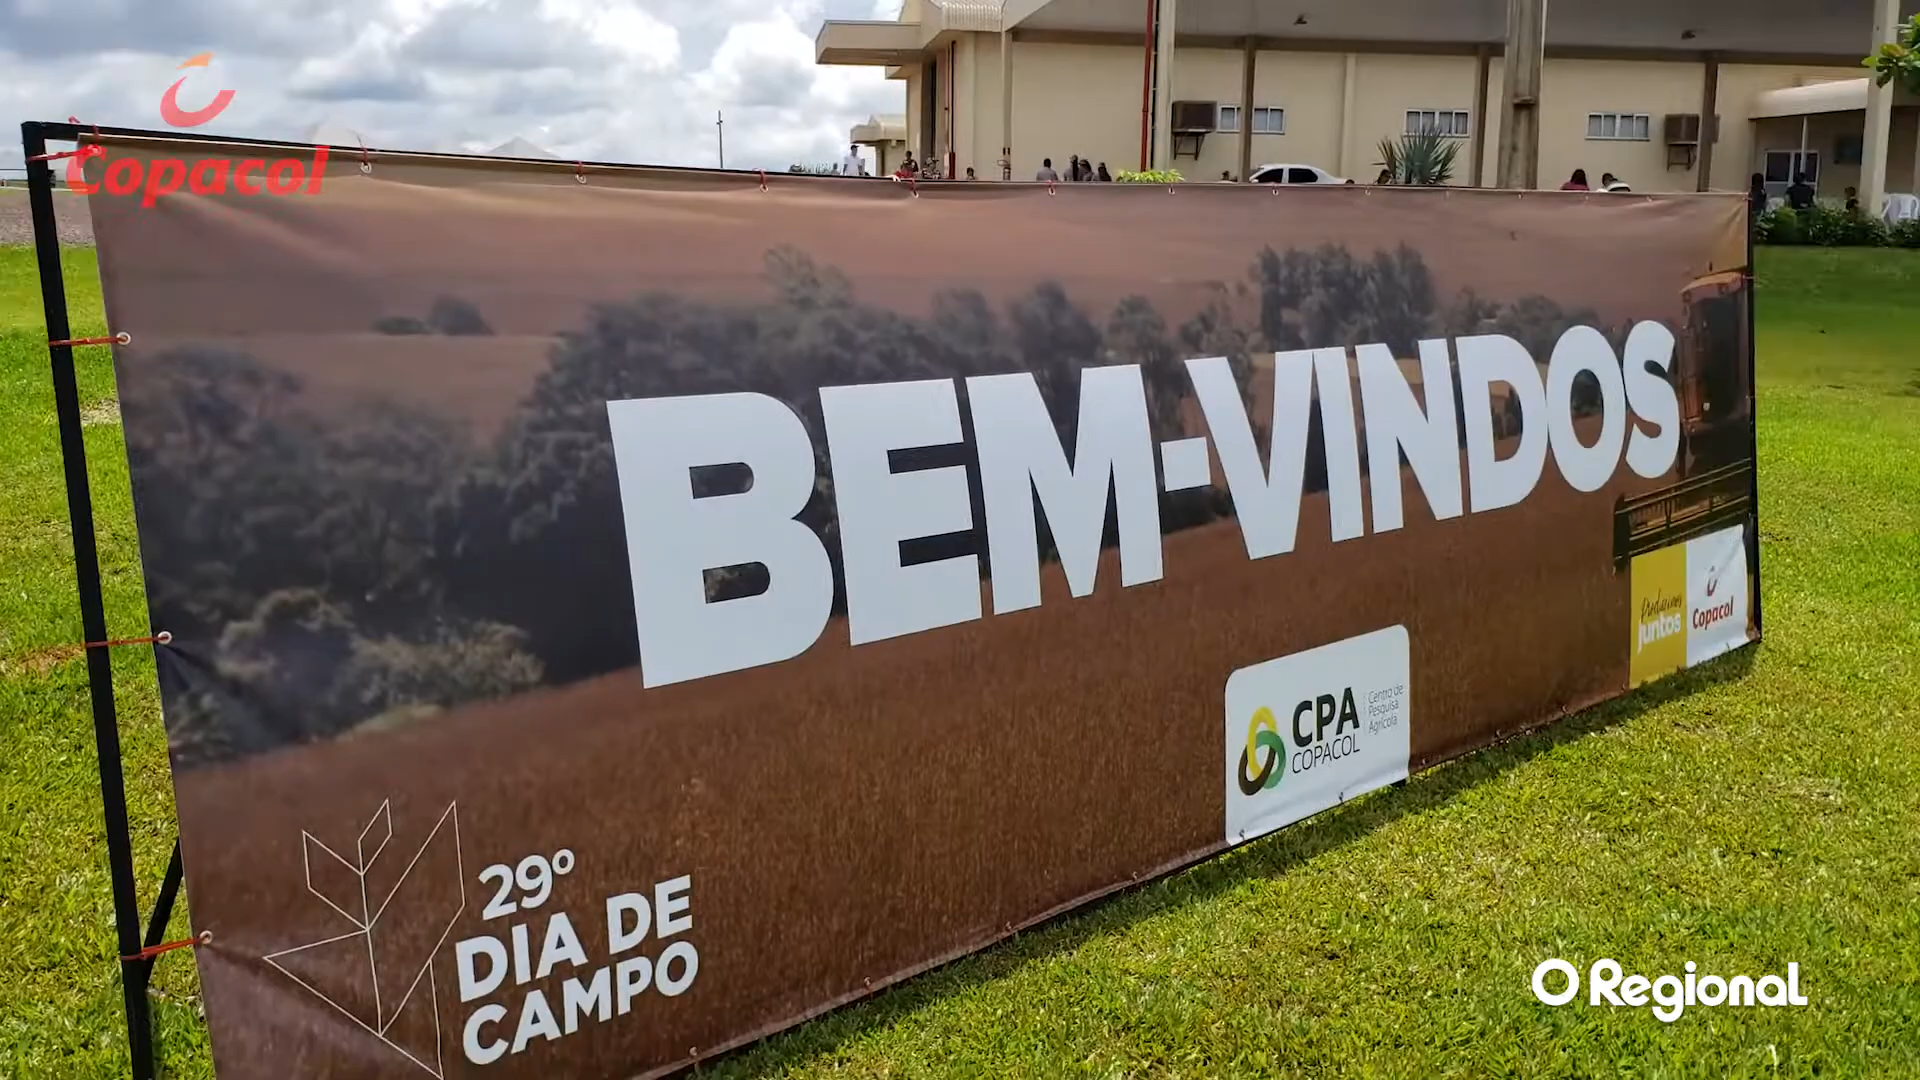 Copacol
BEM-VINDOS
Produzimos
juntos
Copacol
CPA
COPACOL
Centro de
Pesquisa
Agrícola
29º
DIA DE
CAMPO
O Regional